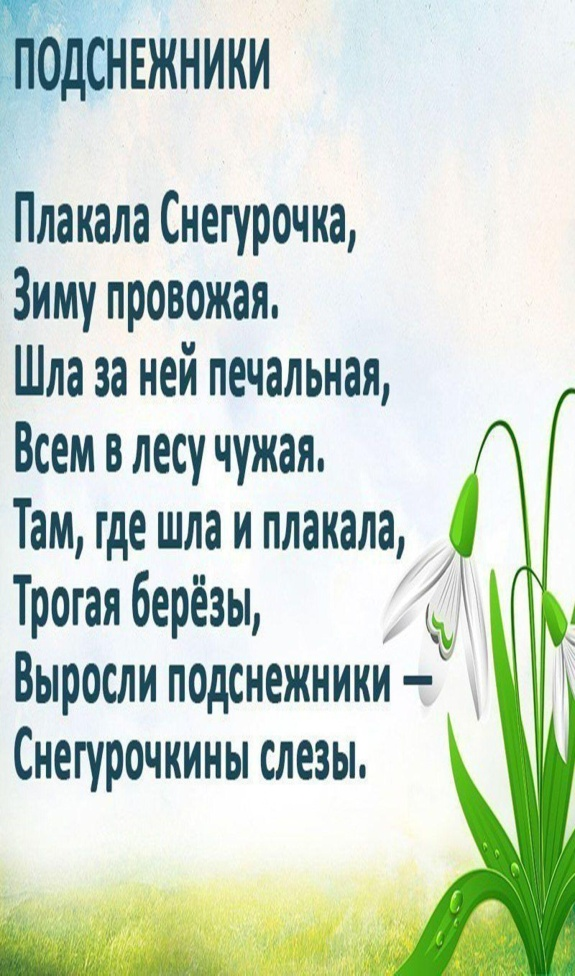 ПОДСНЕЖНИКИ
Плакала Снегурочка,
Зиму провожая.
Шла за ней печальная,
Всем в лесу чужая.
Там, где шла и плакала,
Трогая берёзы,
Выросли подснежники –
Снегурочкины слезы.